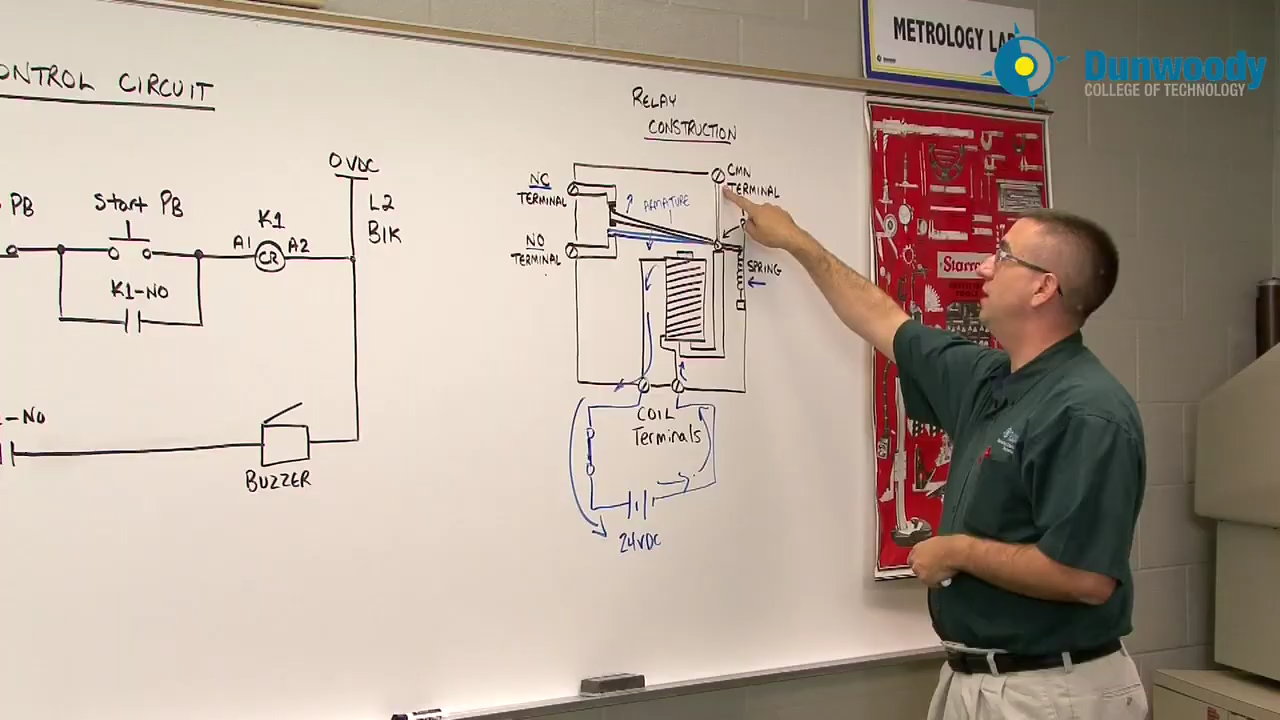 METROLOGY LAB
Dunwoody
COLLEGE OF TECHNOLOGY
ONTROL CIRCUIT
RELAY
CONSTRUCTION
0 VDC
CMN
TERMINAL
NC
TERMINAL
ARMATURE
PB
Start PB
K1
L2
Blk
A1
CR
A2
NO
TERMINAL
SPRING
Starre
K1-NO
-NO
COIL
Terminals
BUZZER
24VDC